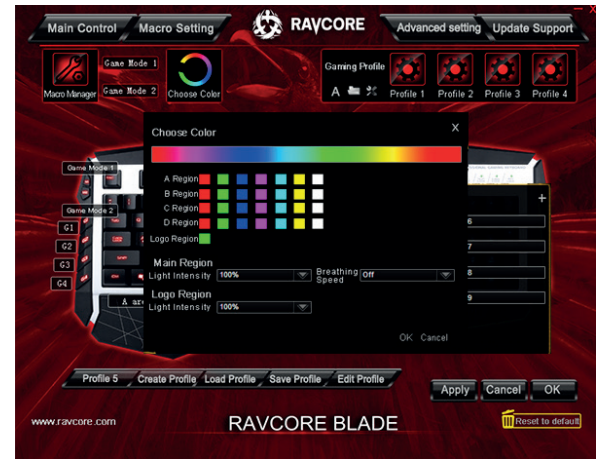 Main Control
Macro Setting
RAVCORE
Advanced setting
Update Support
X
Game Mode 1
Game Mode 2
Macro Manager
Choose Color
Gaming Profile
A
Profile 1
Profile 2
Profile 3
Profile 4
Choose Color
X
A Region
B Region
C Region
D Region
Logo Region
Main Region
Light Intensity 100%
Breathing Speed Off
Logo Region
Light Intensity 100%
OK Cancel
Game Mode 1
Game Mode 2
G1
G2
G3
G4
A ar
+
6
7
8
9
Profile 5
Create Profile
Load Profile
Save Profile
Edit Profile
Apply
Cancel
OK
www.ravcore.com
RAVCORE BLADE
Reset to default